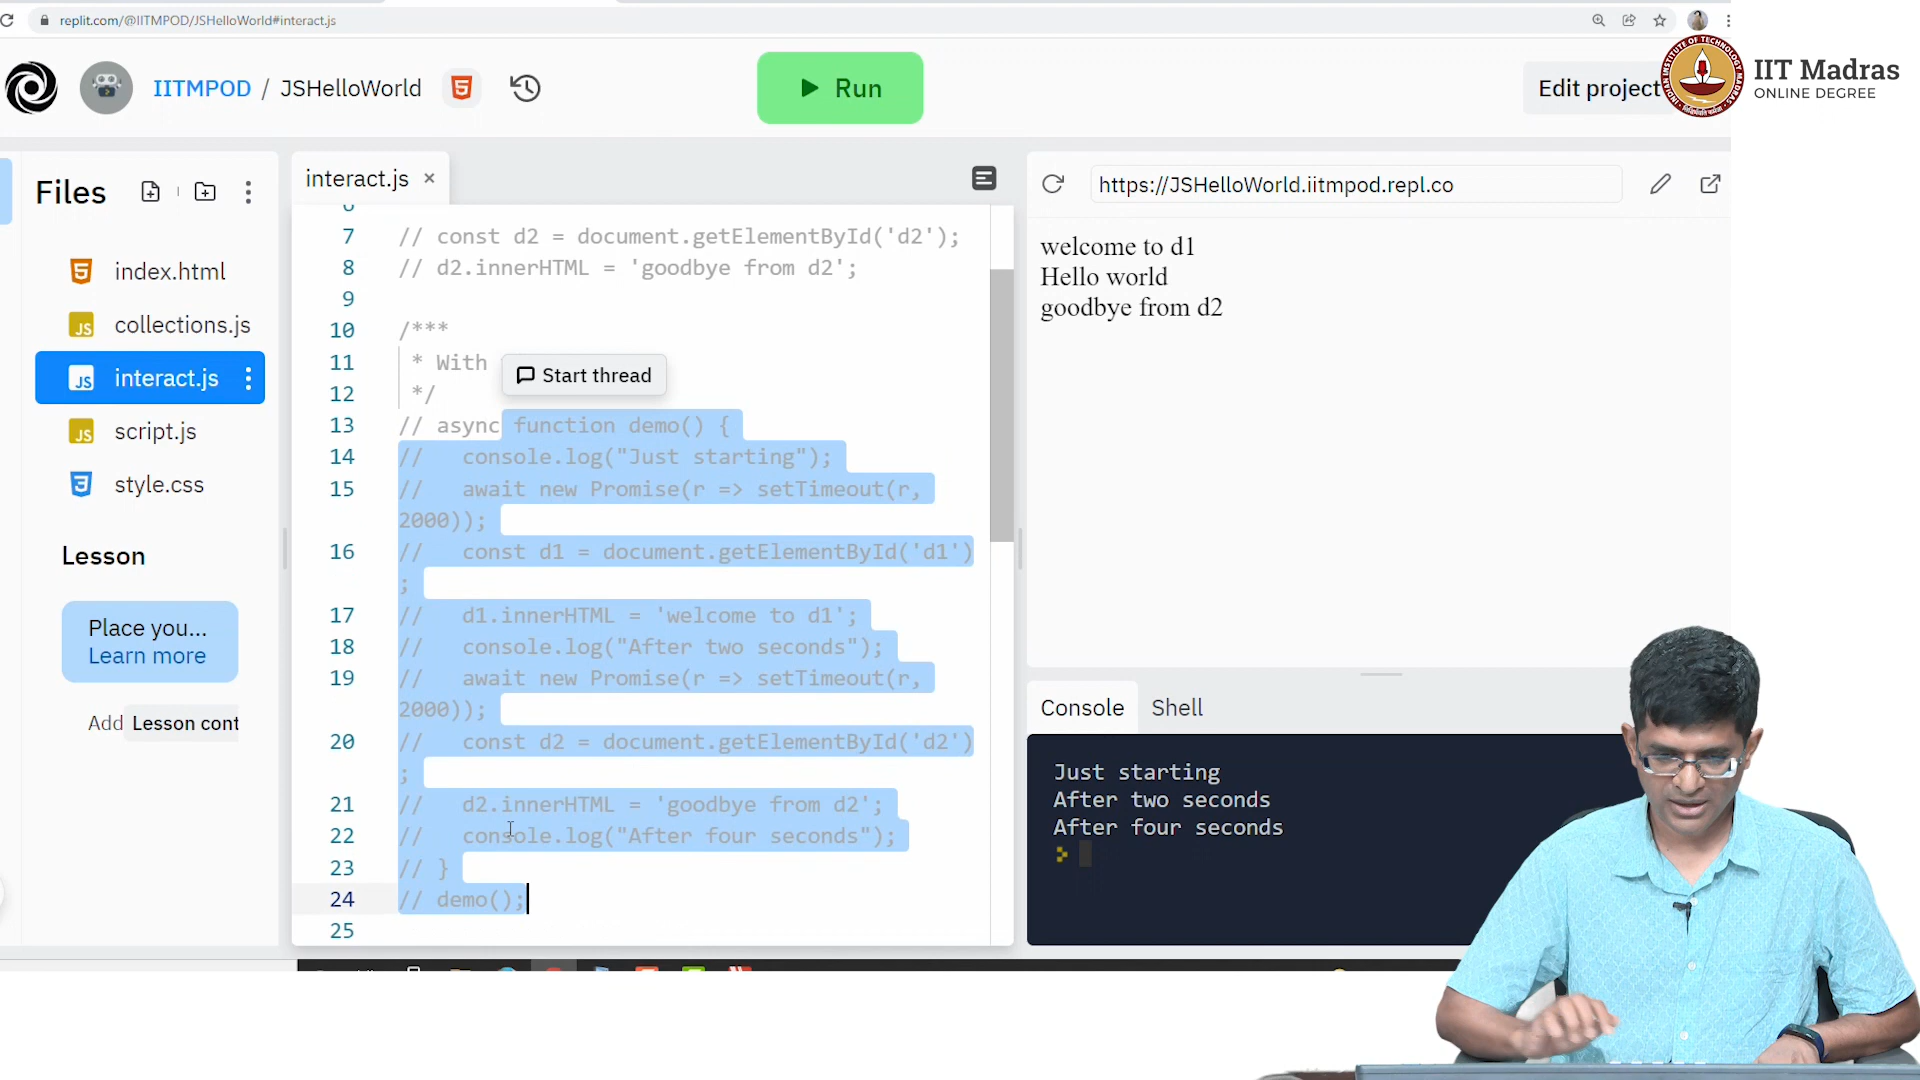 replit.com/@IITMPOD/JSHelloWorld#interact.js
IITMPOD / JSHelloWorld
Run
Edit project
IIT Madras
ONLINE DEGREE
Files
index.html
collections.js
interact.js
script.js
style.css
Lesson
Place you...
Learn more
Add Lesson cont
interact.js
6
7 // const d2 = document.getElementById('d2');
8 // d2.innerHTML = 'goodbye from d2';
9
10 /***
11 * With
Start thread
12 */
13 // async function demo() {
14 // console.log("Just starting");
15 // await new Promise(r => setTimeout(r,
2000));
16 // const d1 = document.getElementById('d1')
;
17 // d1.innerHTML = 'welcome to d1';
18 // console.log("After two seconds");
19 // await new Promise(r => setTimeout(r,
2000));
20 // const d2 = document.getElementById('d2')
;
21 // d2.innerHTML = 'goodbye from d2';
22 // console.log("After four seconds");
23 // }
24 // demo();
25
https://JSHelloWorld.iitmpod.repl.co
welcome to d1
Hello world
goodbye from d2
Console
Shell
Just starting
After two seconds
After four seconds